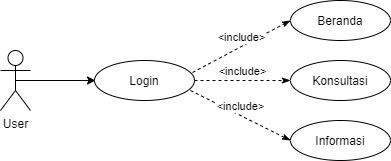 Beranda
<include>
Login
<include>
Konsultasi
<include>
User
Informasi